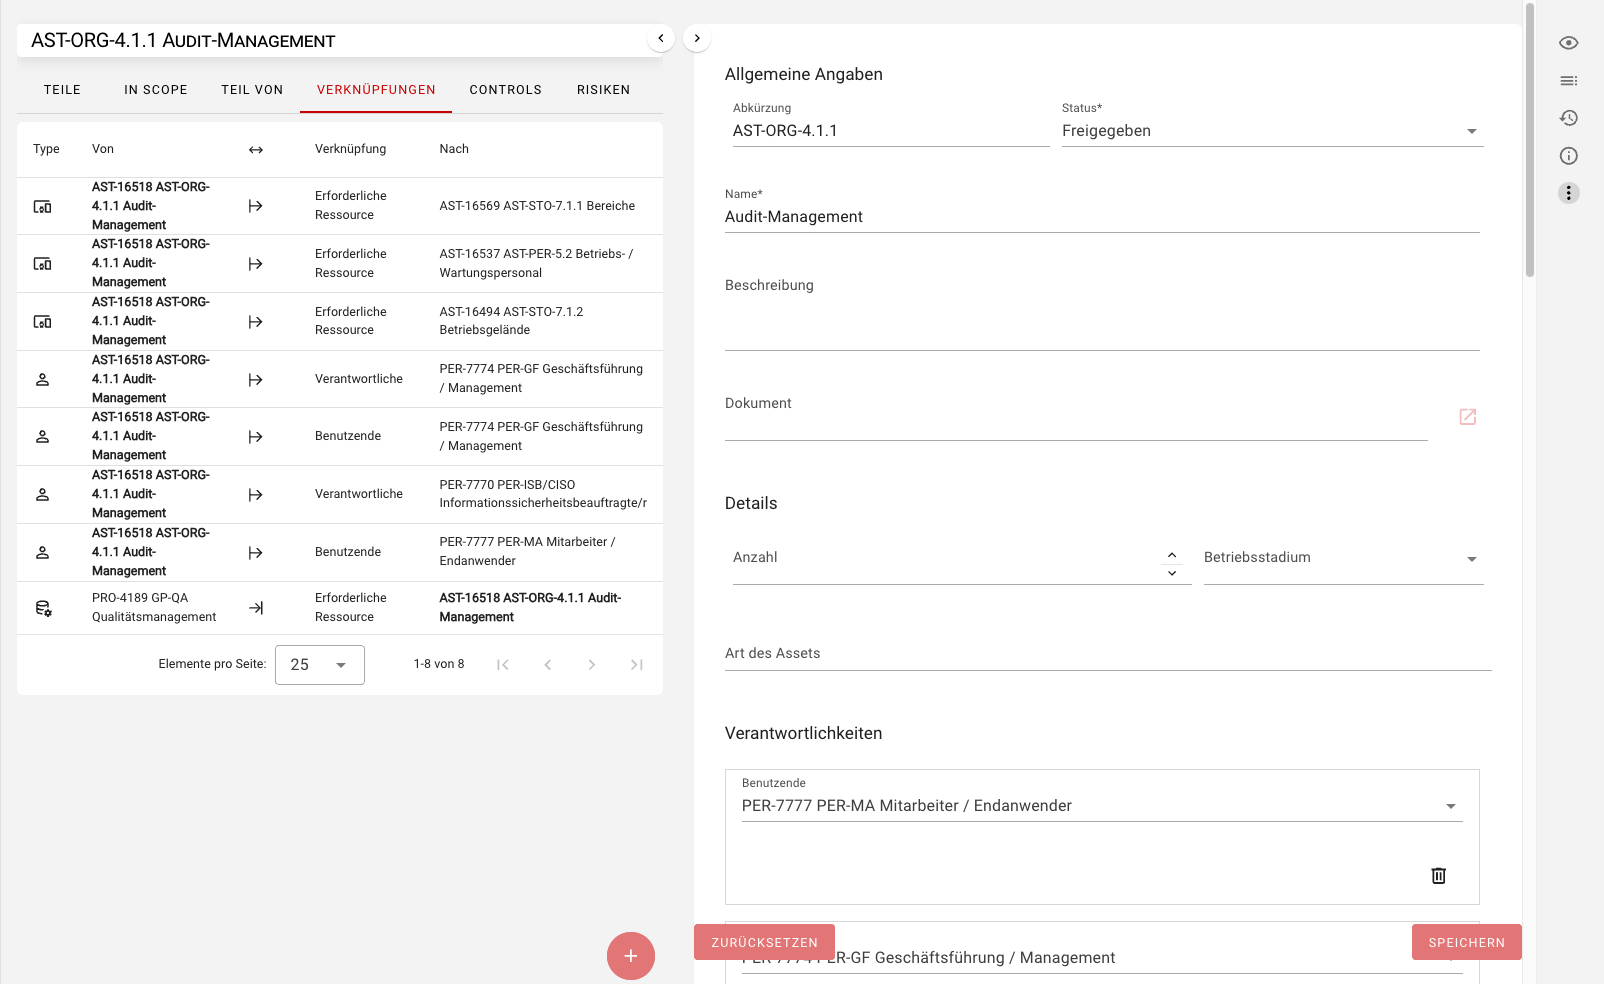 AST-ORG-4.1.1 Audit-Management
TEILE IN SCOPE TEIL VON VERKNÜPFUNGEN CONTROLS RISIKEN
Type Von Verknüpfung Nach
AST-16518 AST-ORG-
4.1.1 Audit-
Management
Erforderliche
Ressource
AST-16569 AST-STO-7.1.1 Bereiche
AST-16518 AST-ORG-
4.1.1 Audit-
Management
Erforderliche
Ressource
AST-16537 AST-PER-5.2 Betriebs- /
Wartungspersonal
AST-16518 AST-ORG-
4.1.1 Audit-
Management
Erforderliche
Ressource
AST-16494 AST-STO-7.1.2
Betriebsgelände
AST-16518 AST-ORG-
4.1.1 Audit-
Management
Verantwortliche
PER-7774 PER-GF Geschäftsführung
/ Management
AST-16518 AST-ORG-
4.1.1 Audit-
Management
Benutzende
PER-7774 PER-GF Geschäftsführung
/ Management
AST-16518 AST-ORG-
4.1.1 Audit-
Management
Verantwortliche
PER-7770 PER-ISB/CISO
Informationssicherheitsbeauftragte/r
AST-16518 AST-ORG-
4.1.1 Audit-
Management
Benutzende
PER-7777 PER-MA Mitarbeiter /
Endanwender
PRO-4189 GP-QA
Qualitätsmanagement
Erforderliche
Ressource
AST-16518 AST-ORG-4.1.1 Audit-
Management
Elemente pro Seite: 25 1-8 von 8
Allgemeine Angaben
Abkürzung
AST-ORG-4.1.1
Status*
Freigegeben
Name*
Audit-Management
Beschreibung
Dokument
Details
Anzahl
Betriebsstadium
Art des Assets
Verantwortlichkeiten
Benutzende
PER-7777 PER-MA Mitarbeiter / Endanwender
ZURÜCKSETZEN
SPEICHERN
Geschäftsführung / Management